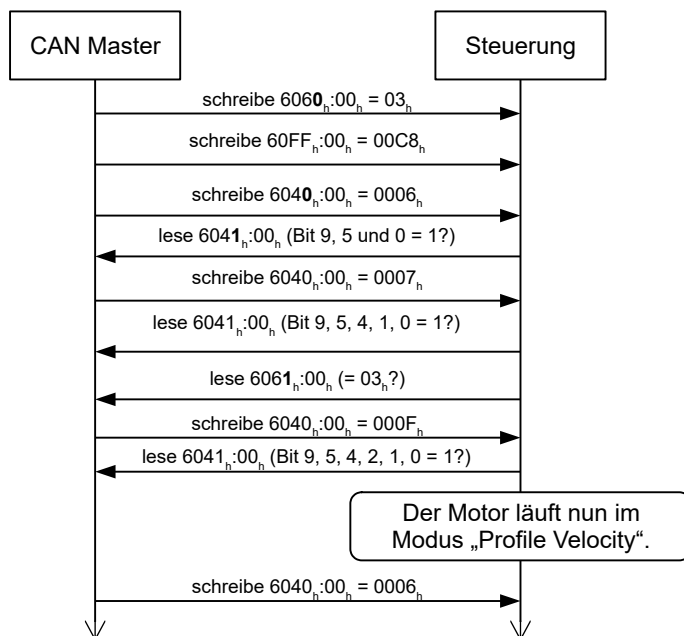 CAN Master
Steuerung
schreibe 6060ₕ:00ₕ = 03ₕ
schreibe 60FFₕ:00ₕ = 00C8ₕ
schreibe 6040ₕ:00ₕ = 0006ₕ
lese 6041ₕ:00ₕ (Bit 9, 5 und 0 = 1?)
schreibe 6040ₕ:00ₕ = 0007ₕ
lese 6041ₕ:00ₕ (Bit 9, 5, 4, 1, 0 = 1?)
lese 6061ₕ:00ₕ (= 03ₕ?)
schreibe 6040ₕ:00ₕ = 000Fₕ
lese 6041ₕ:00ₕ (Bit 9, 5, 4, 2, 1, 0 = 1?)
Der Motor läuft nun im
Modus „Profile Velocity“.
schreibe 6040ₕ:00ₕ = 0006ₕ